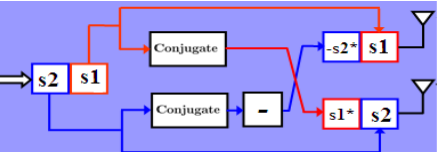 -s2* s1
Conjugate
s2 s1
Conjugate -
s1* s2